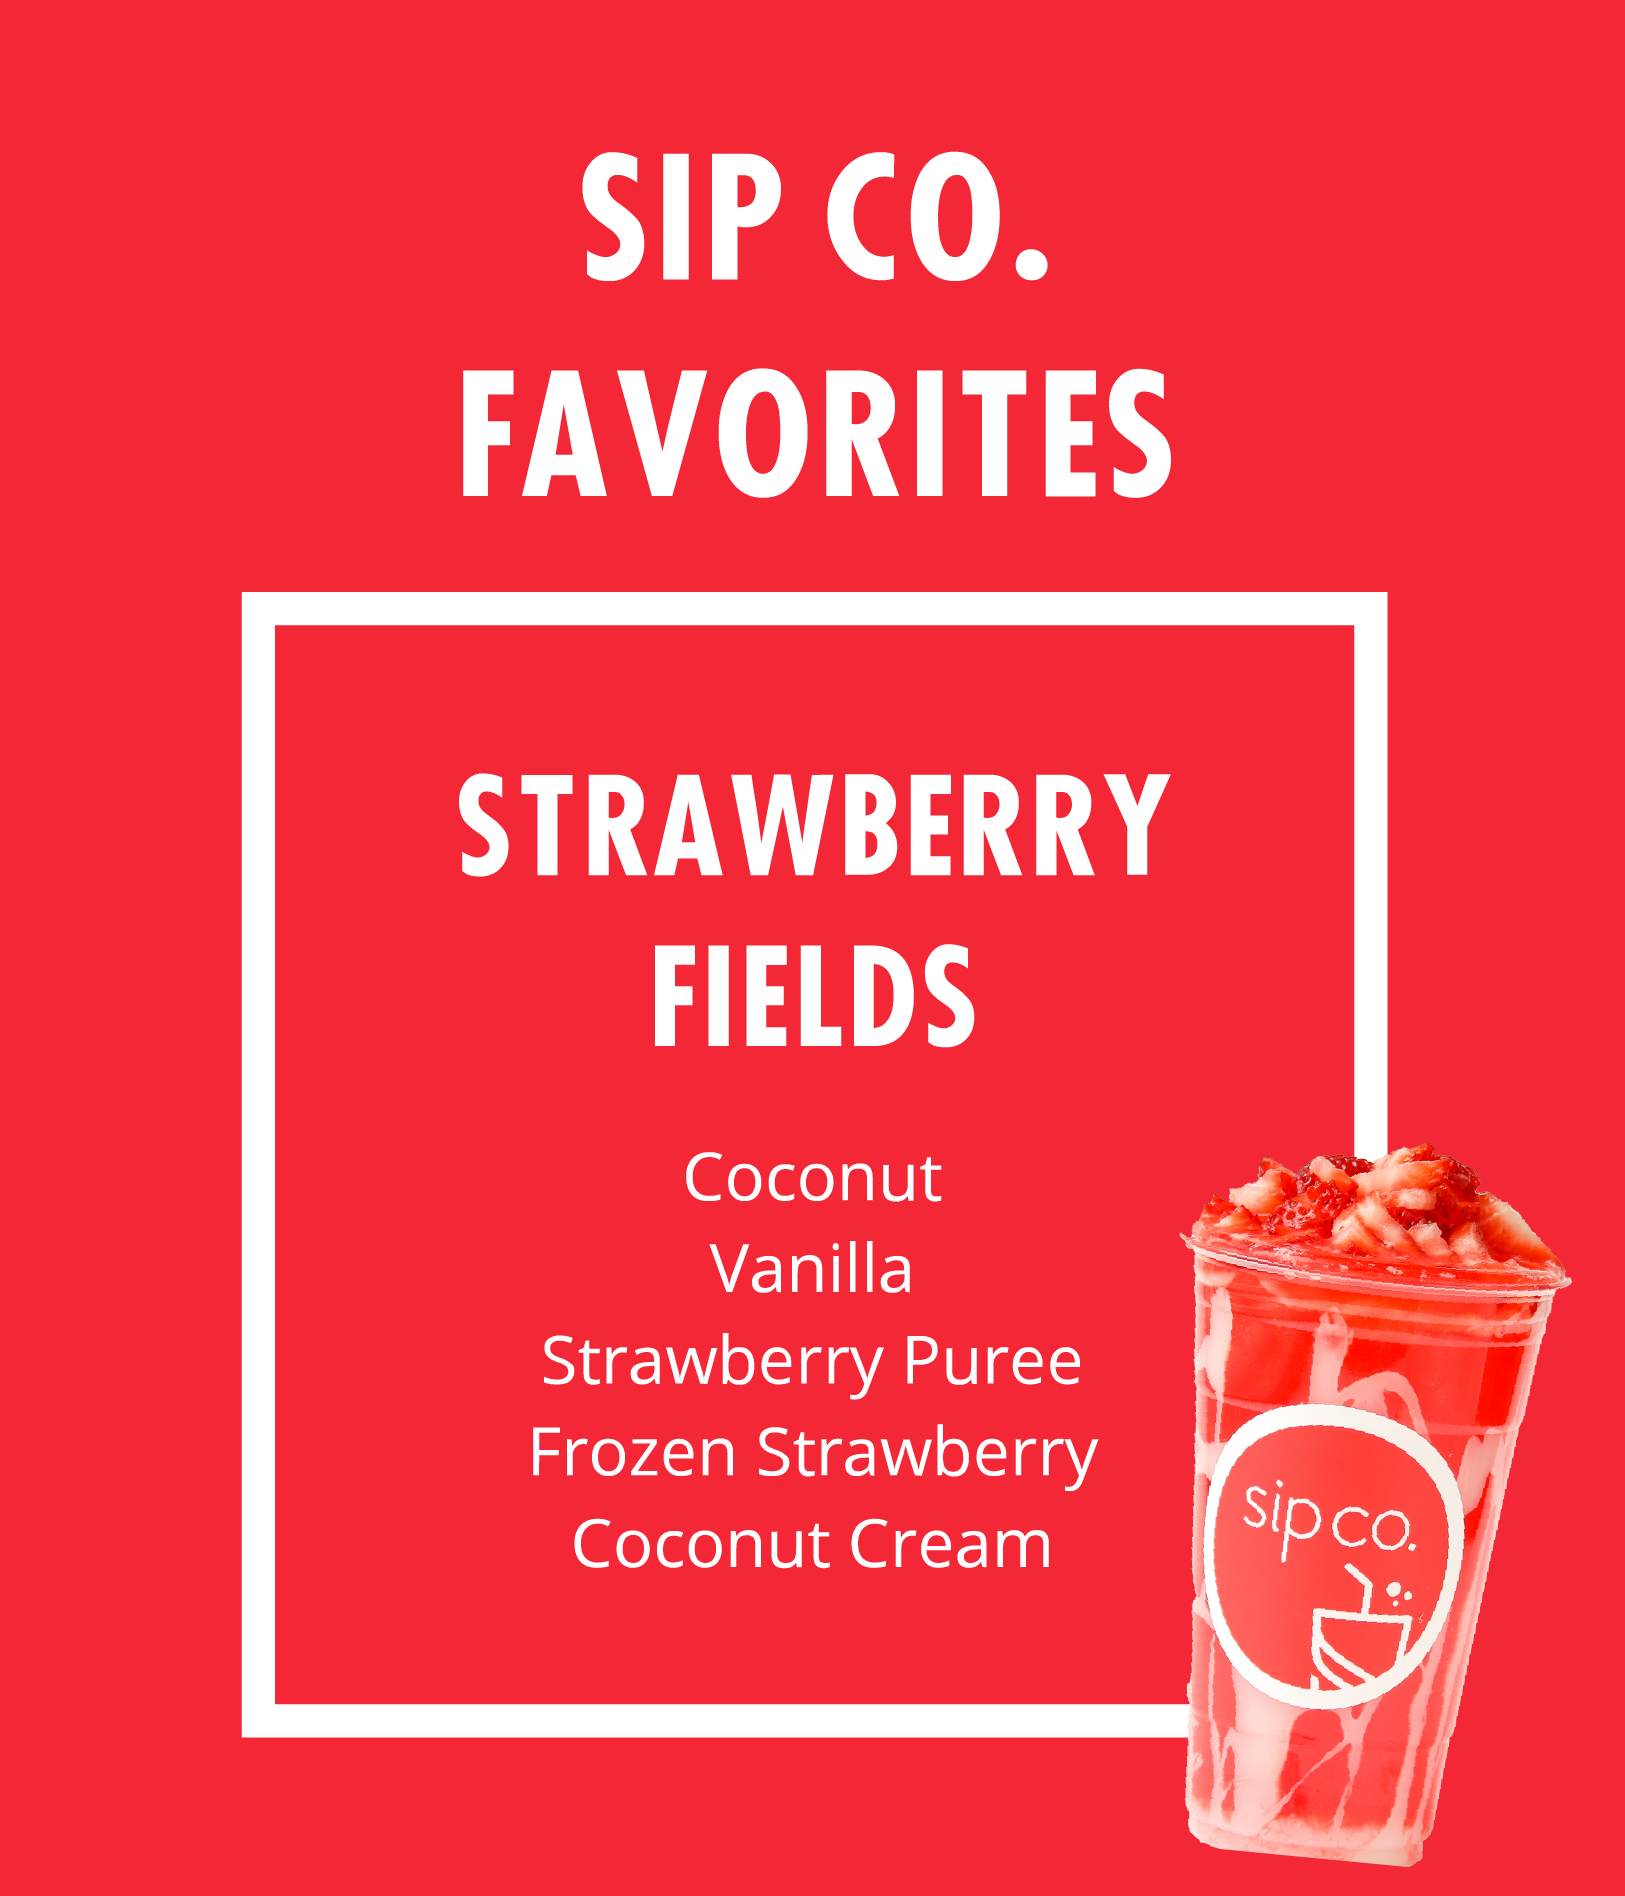 SIP CO.
FAVORITES
STRAWBERRY
FIELDS
Coconut
Vanilla
Strawberry Puree
Frozen Strawberry
Coconut Cream
sip co.